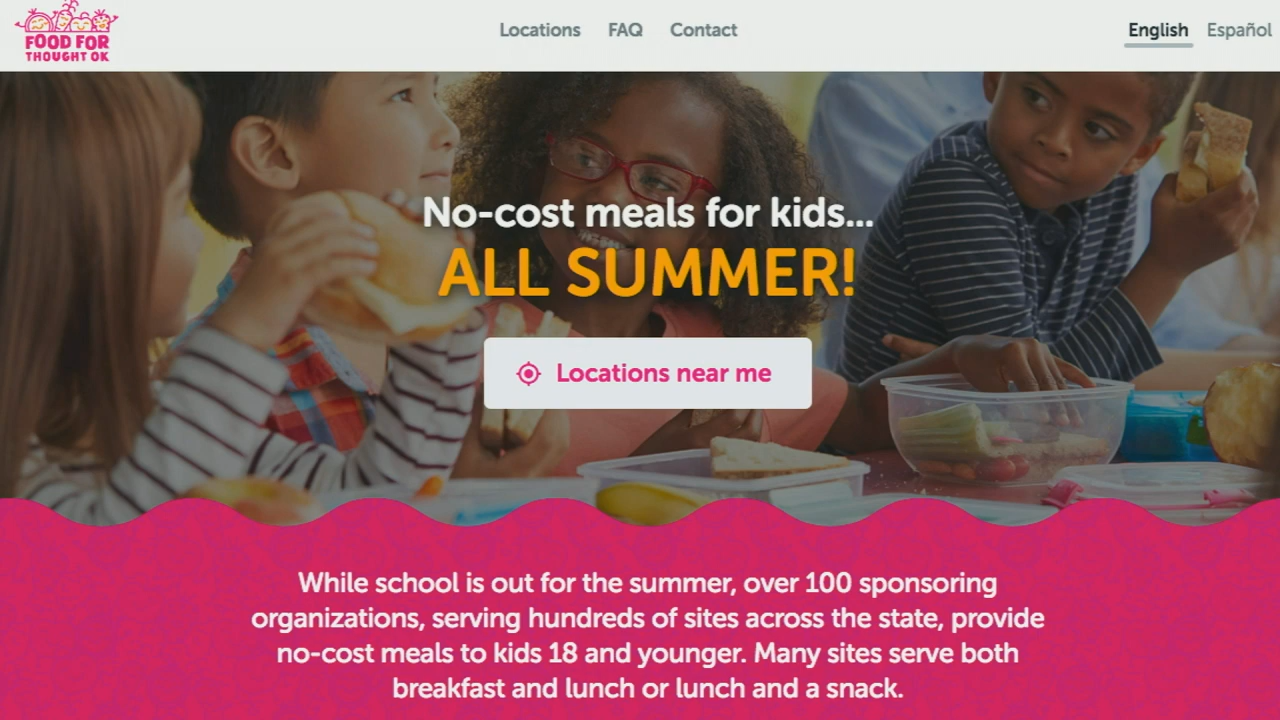 FOOD FOR
THOUGHT OK
Locations FAQ Contact
English Español
No-cost meals for kids...
ALL SUMMER!
Locations near me
While school is out for the summer, over 100 sponsoring
organizations, serving hundreds of sites across the state, provide
no-cost meals to kids 18 and younger. Many sites serve both
breakfast and lunch or lunch and a snack.